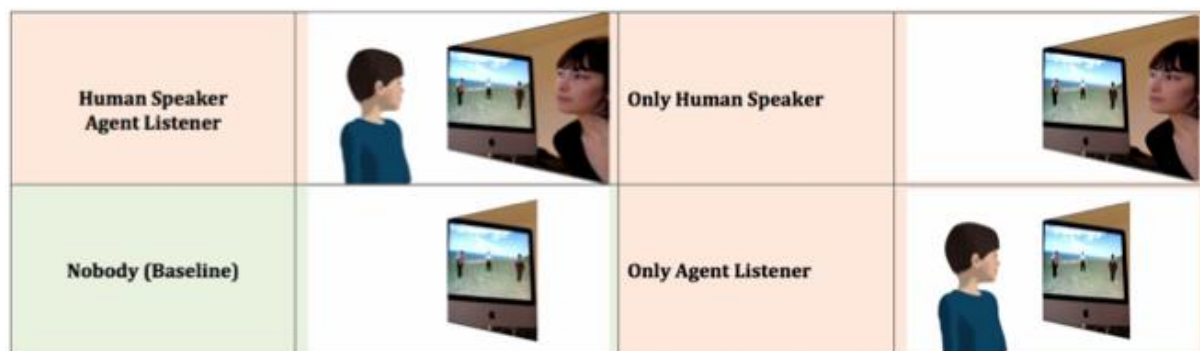 Human Speaker
Agent Listener
Only Human Speaker
Nobody (Baseline)
Only Agent Listener